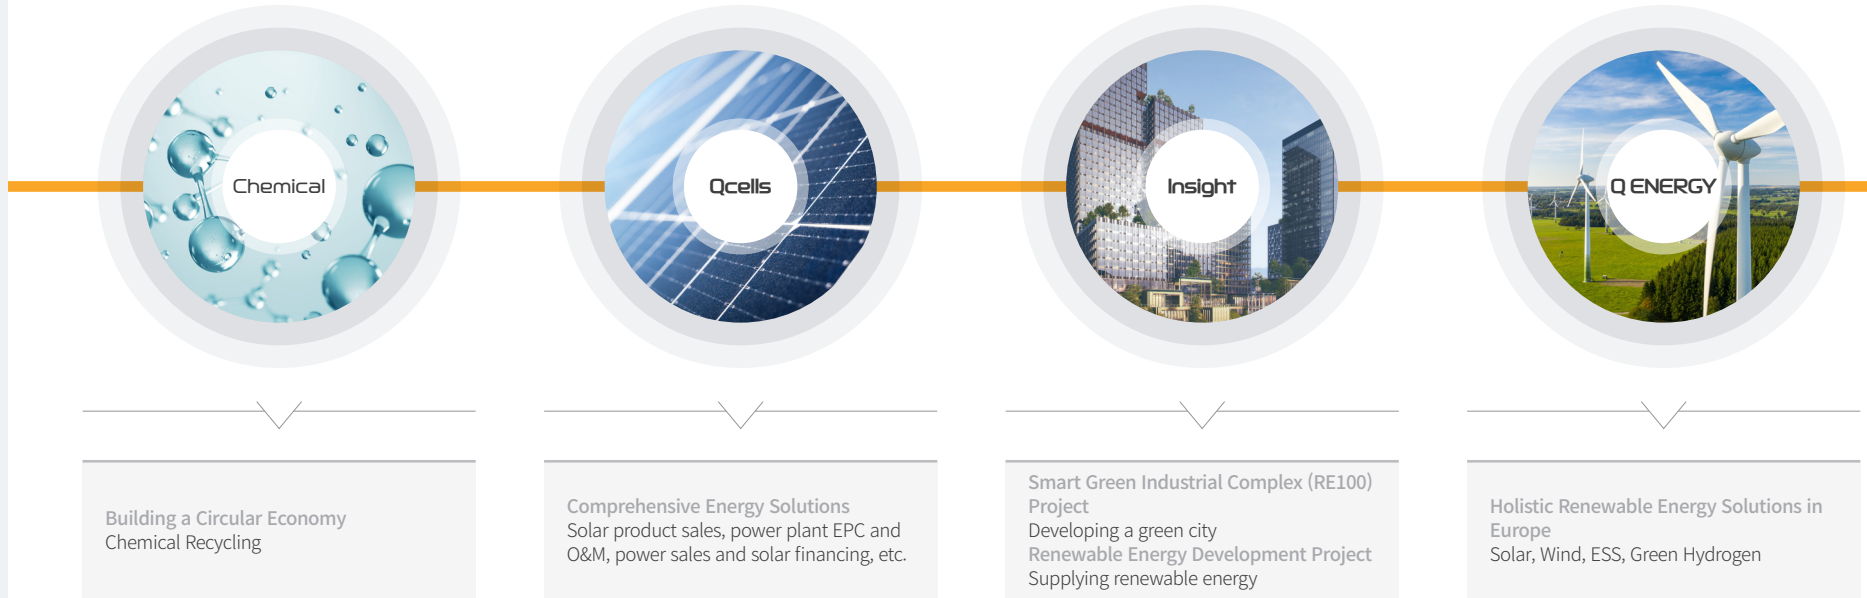 Chemical
Qcells
Insight
Q ENERGY
Building a Circular Economy
Chemical Recycling
Comprehensive Energy Solutions
Solar product sales, power plant EPC and
O&M, power sales and solar financing, etc.
Smart Green Industrial Complex (RE100)
Project
Developing a green city
Renewable Energy Development Project
Supplying renewable energy
Holistic Renewable Energy Solutions in
Europe
Solar, Wind, ESS, Green Hydrogen